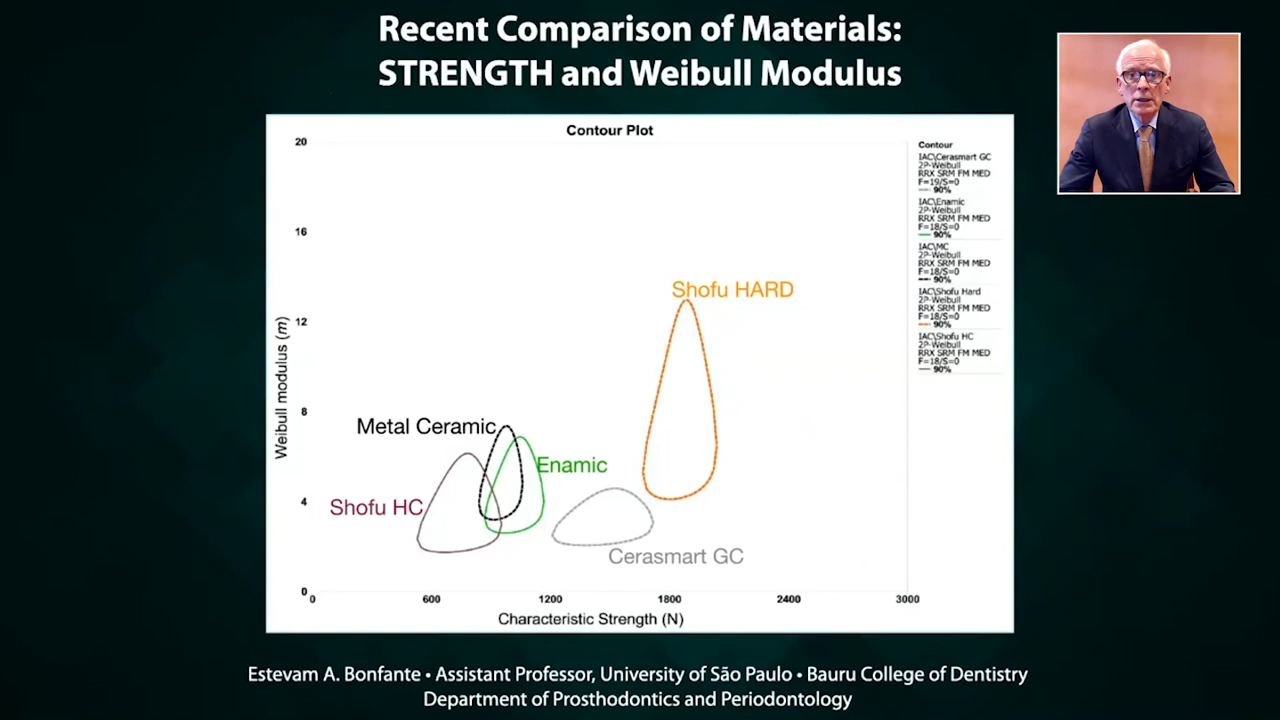 Recent Comparison of Materials:
STRENGTH and Weibull Modulus
Contour Plot
20
16
12
8
4
0
Weibull modulus (m)
0
600
1200
1800
2400
3000
Characteristic Strength (N)
Shofu HARD
Metal Ceramic
Enamic
Shofu HC
Cerasmart GC
Contour
IAC\Cerasmart GC
2P-Weibull
RRX SRM FM MED
F=19/S=0
90%
IAC\Enamic
2P-Weibull
RRX SRM FM MED
F=18/S=0
90%
IAC\MC
2P-Weibull
RRX SRM FM MED
F=18/S=0
90%
IAC\Shofu Hard
2P-Weibull
RRX SRM FM MED
F=18/S=0
90%
IAC\Shofu HC
2P-Weibull
RRX SRM FM MED
F=18/S=0
90%
Estevam A. Bonfante • Assistant Professor, University of São Paulo • Bauru College of Dentistry
Department of Prosthodontics and Periodontology